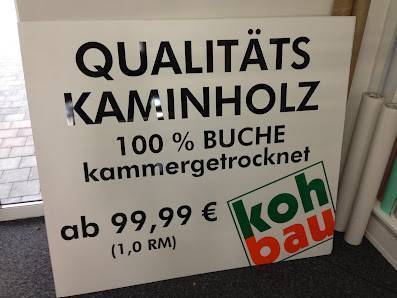 QUALITÄTS
KAMINHOLZ
100 % BUCHE
kammergetrocknet
ab 99,99 €
(1,0 RM)
koh
bau